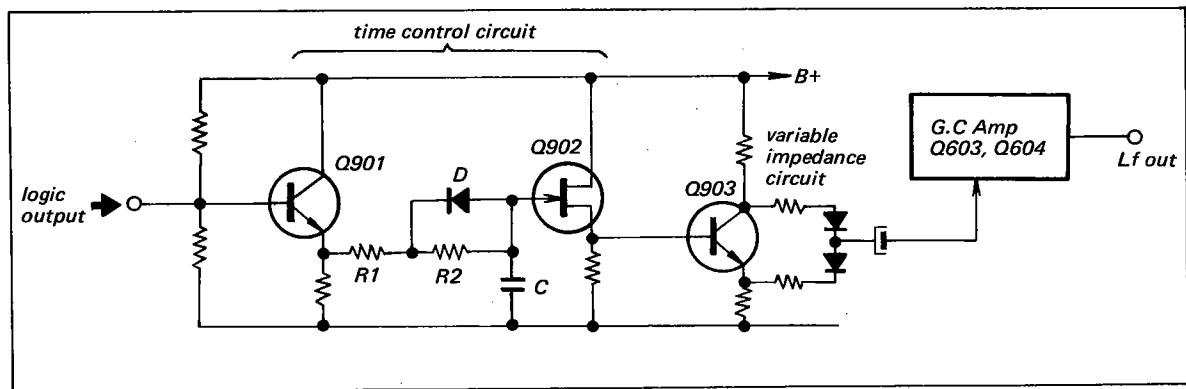 time control circuit
B+
Q901
Q902
D
R1
R2
C
Q903
variable
impedance
circuit
logic
output
G.C Amp
Q603, Q604
Lf out